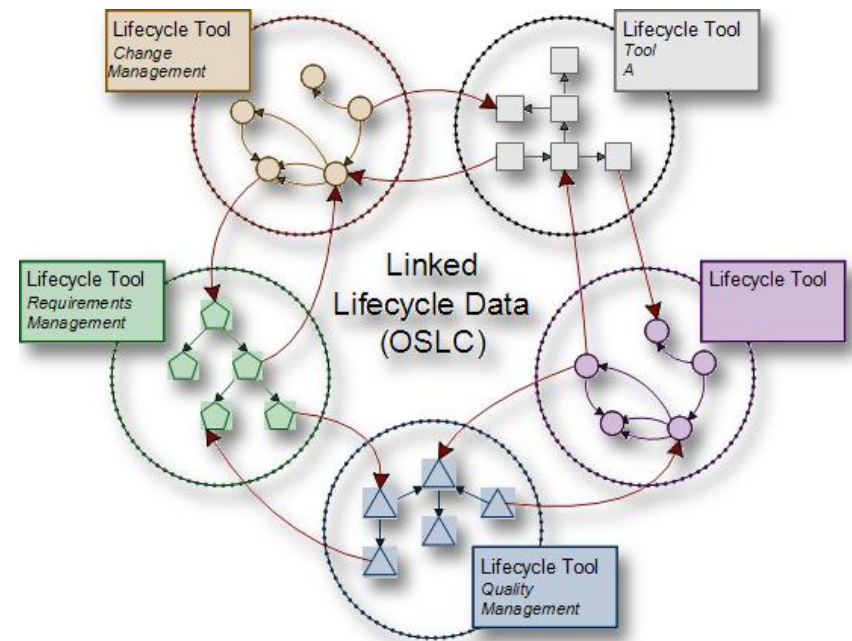 Lifecycle Tool
Change
Management
Lifecycle Tool
Tool
A
Linked
Lifecycle Data
(OSLC)
Lifecycle Tool
Requirements
Management
Lifecycle Tool
Lifecycle Tool
Quality
Management